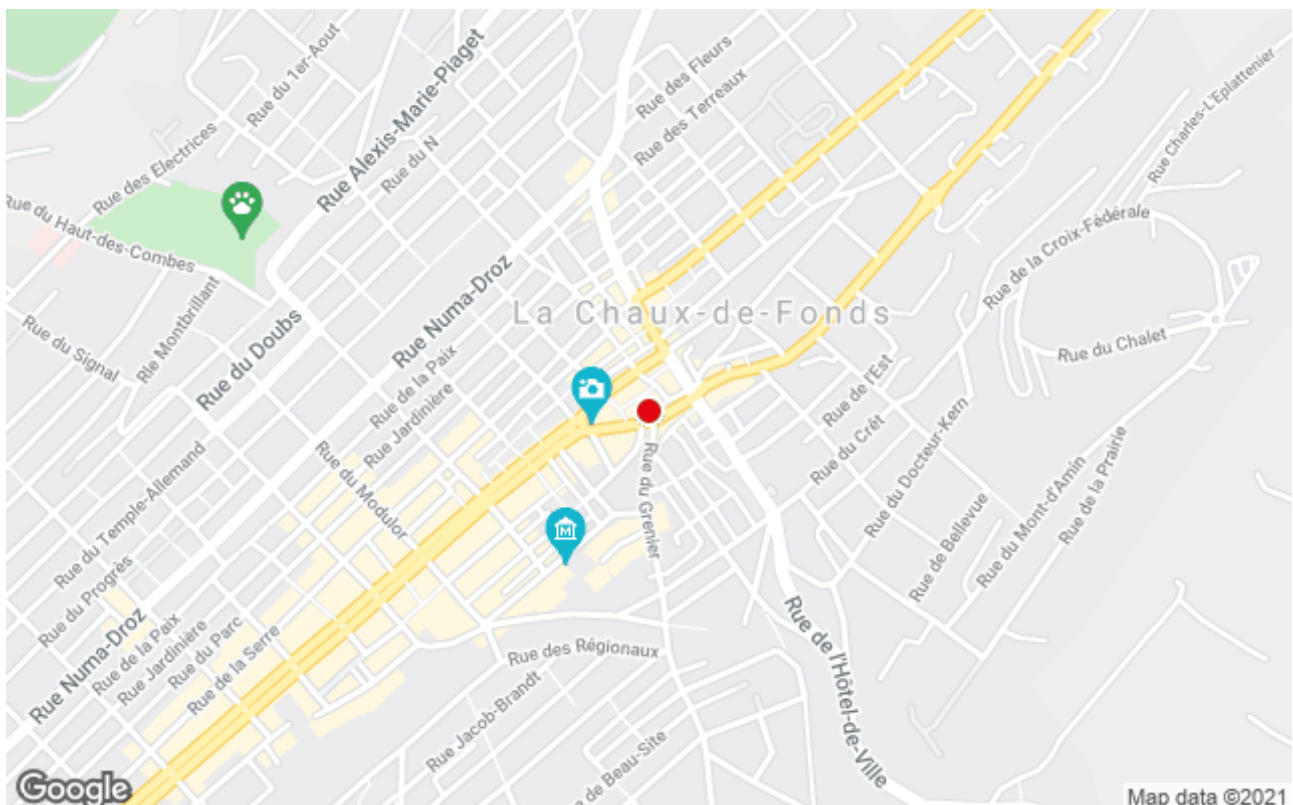 Rue du 1er-Aout
Rue Alexis-Marie-Piaget
Rue des Fleurs
Rue des Terreaux
Rue Charles-L'Eplattenier
Rue des Electrices
Rue du N
Rue du Haut-des-Combes
Rue de la Croix-Fédérale
Rue Numa-Droz
La Chaux-de-Fonds
Rle Montbrillant
Rue du Signal
Rue du Doubs
Rue du Chalet
Rue de la Paix
Rue Jardinière
Rue de l'Est
Rue du Crêt
Rue du Docteur-Kern
Rue du Temple-Allemand
Rue du Modulor
Rue du Grenier
Rue de la Prairie
Rue du Mont-d'Amin
Rue de Bellevue
M
Rue du Progrès
Rue Numa-Droz
Rue de la Paix
Rue Jardinière
Rue du Parc
Rue de la Serre
Rue des Régionaux
Rue de l'Hôtel-de-Ville
Rue Jacob-Brandt
e de Beau-Site
Google
Map data ©2021